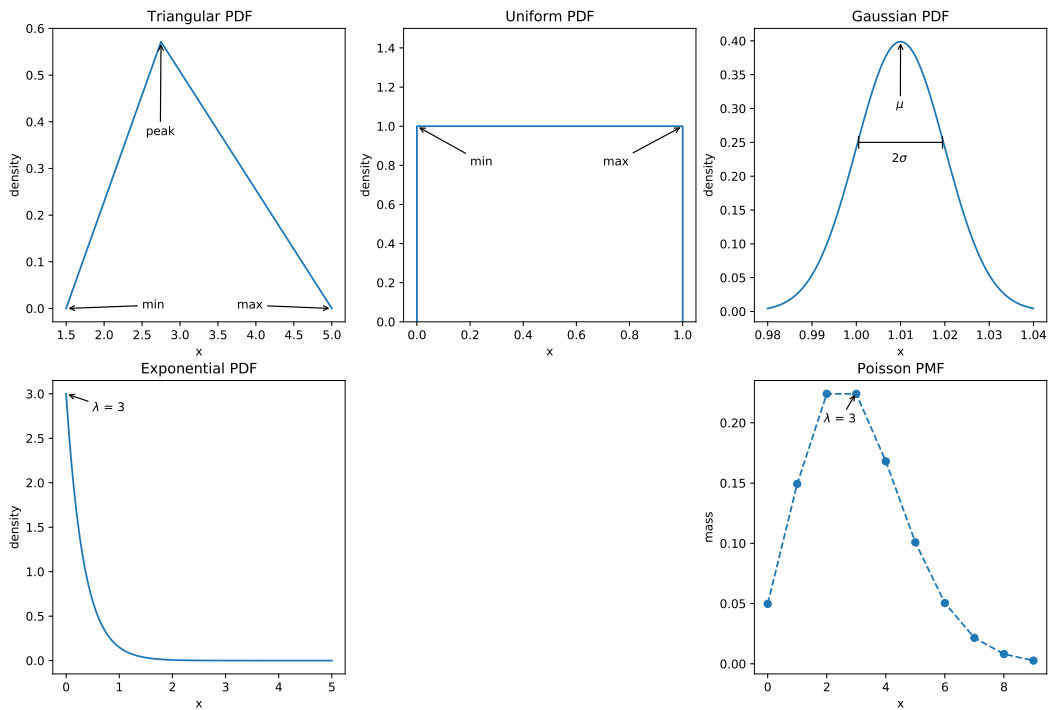 Triangular PDF
0.6
0.5
0.4
0.3
0.2
0.1
0.0
density
peak
min
max
1.5 2.0 2.5 3.0 3.5 4.0 4.5 5.0
x
Uniform PDF
1.4
1.2
1.0
0.8
0.6
0.4
0.2
0.0
density
min
max
0.0 0.2 0.4 0.6 0.8 1.0
x
Gaussian PDF
0.40
0.35
0.30
0.25
0.20
0.15
0.10
0.05
0.00
density
μ
2σ
0.98 0.99 1.00 1.01 1.02 1.03 1.04
x
Exponential PDF
3.0
2.5
2.0
1.5
1.0
0.5
0.0
density
λ = 3
0 1 2 3 4 5
x
Poisson PMF
0.20
0.15
0.10
0.05
0.00
mass
λ = 3
0 2 4 6 8
x